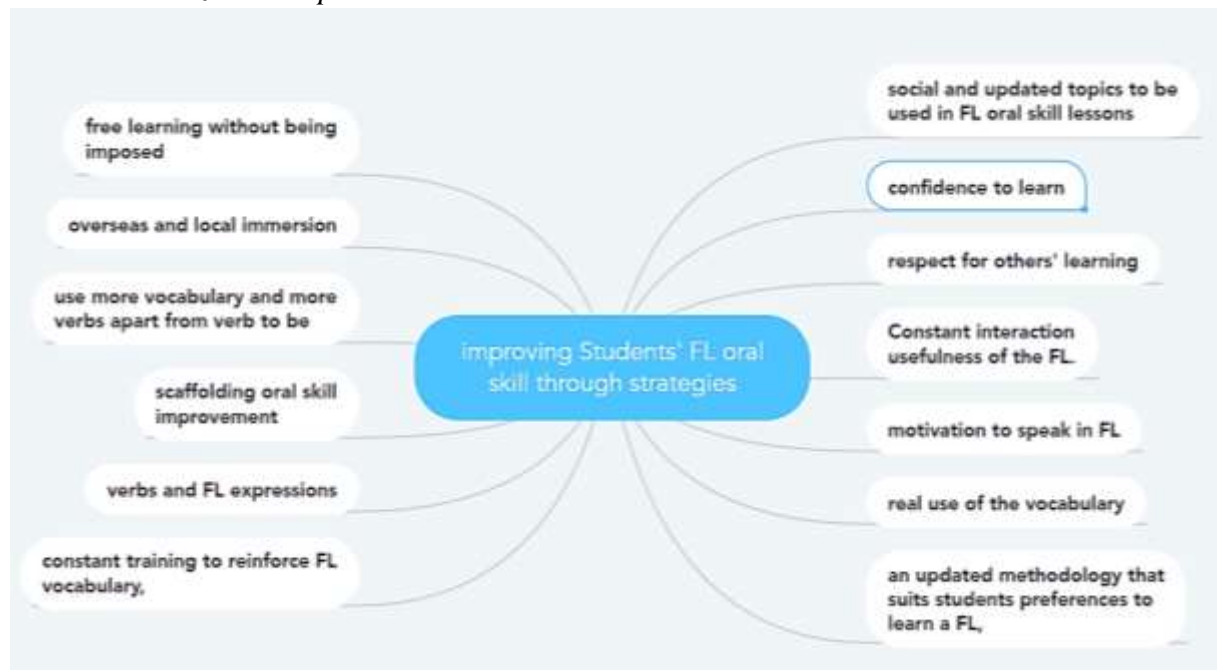 free learning without being
imposed
overseas and local immersion
use more vocabulary and more
verbs apart from verb to be
scaffolding oral skill
improvement
verbs and FL expressions
constant training to reinforce FL
vocabulary,
improving Students' FL oral
skill through strategies
social and updated topics to be
used in FL oral skill lessons
confidence to learn
respect for others' learning
Constant interaction
usefulness of the FL.
motivation to speak in FL
real use of the vocabulary
an updated methodology that
suits students preferences to
learn a FL,